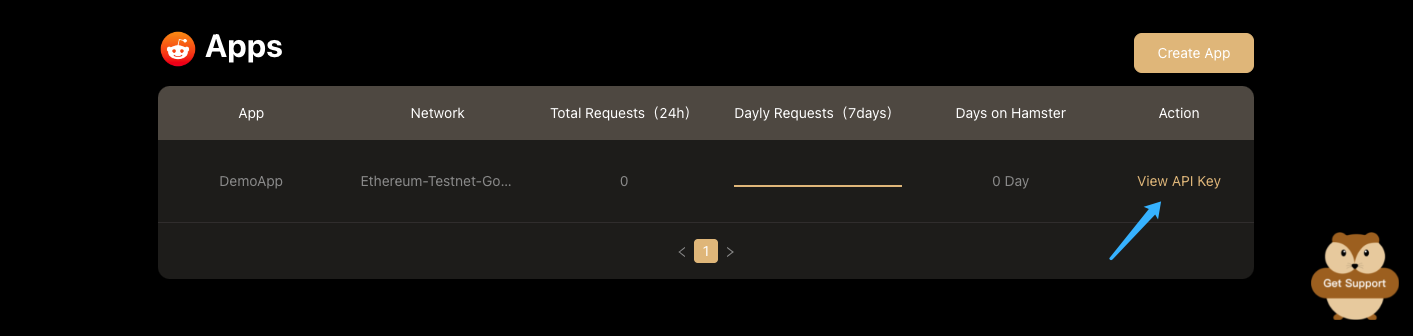 Apps
Create App
App Network Total Requests（24h） Dayly Requests（7days） Days on Hamster Action
DemoApp Ethereum-Testnet-Go... 0 0 Day View API Key
< 1 >
Get Support